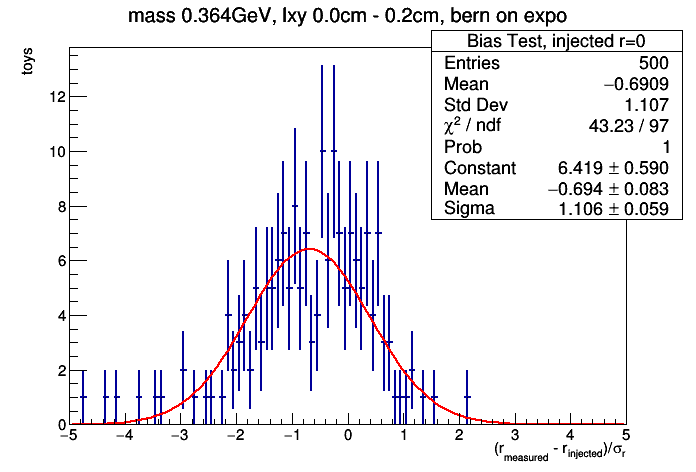 mass 0.364GeV, lxy 0.0cm - 0.2cm, bern on expo
Bias Test, injected r=0
Entries 500
Mean −0.6909
Std Dev 1.107
χ² / ndf 43.23 / 97
Prob 1
Constant 6.419 ± 0.590
Mean −0.694 ± 0.083
Sigma 1.106 ± 0.059
toys
12
10
8
6
4
2
0
−5 −4 −3 −2 −1 0 1 2 3 4 5
(r_measured - r_injected)/σ_r